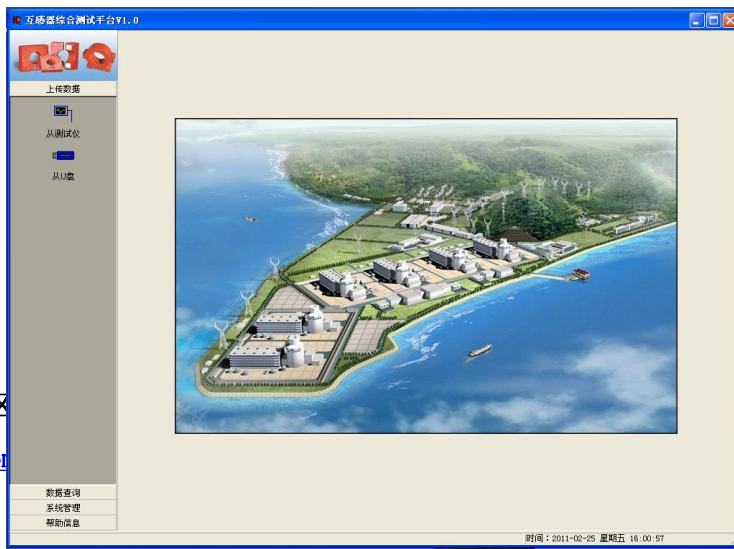 互感器综合测试平台V1.0
上传数据
从测试仪
从U盘
数据查询
系统管理
帮助信息
时间：2011-02-25 星期五 16:00:57